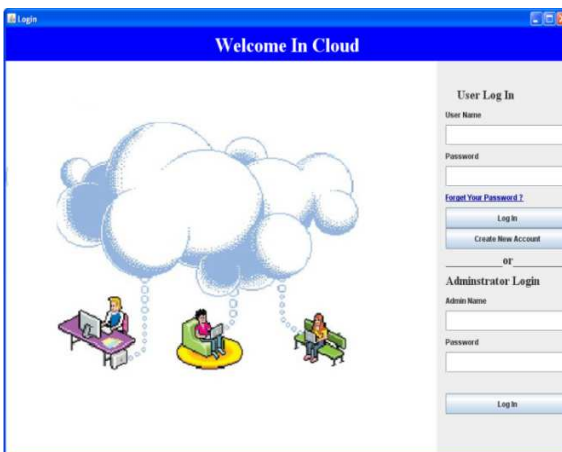 Login
Welcome In Cloud
User Log In
User Name
Password
Forget Your Password ?
Log In
Create New Account
or
Adminstrator Login
Admin Name
Password
Log In